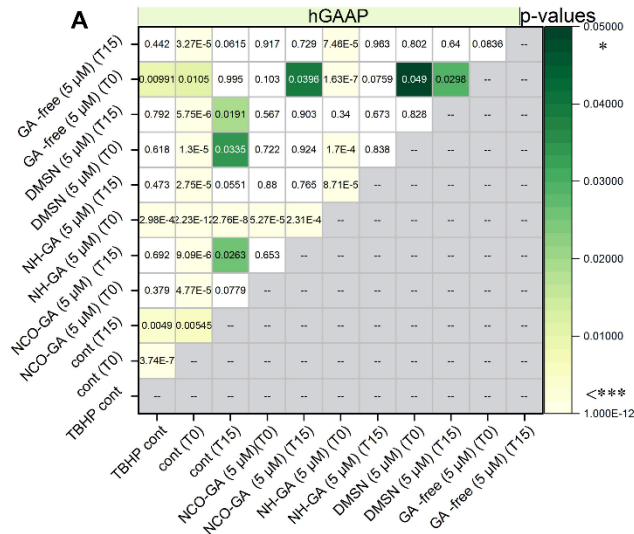 A
hGAAP
p-values
GA -free (5 µM) (T15) 0.442 3.27E-5 0.0615 0.917 0.729 7.46E-5 0.963 0.802 0.64 0.0836 --
GA -free (5 µM) (T0) 0.00991 0.0105 0.995 0.103 0.0396 1.63E-7 0.0759 0.049 0.0298 -- --
DMSN (5 µM) (T15) 0.792 5.75E-6 0.0191 0.567 0.903 0.34 0.673 0.828 -- -- --
DMSN (5 µM) (T0) 0.618 1.3E-5 0.0335 0.722 0.924 1.7E-4 0.838 -- -- -- --
NH-GA (5 µM) (T15) 0.473 2.75E-5 0.0551 0.88 0.765 8.71E-5 -- -- -- -- --
NH-GA (5 µM) (T0) 2.98E-4 2.23E-12 2.76E-8 5.27E-5 2.31E-4 -- -- -- -- -- --
NCO-GA (5 µM) (T15) 0.692 9.09E-6 0.0263 0.653 -- -- -- -- -- -- --
NCO-GA (5 µM) (T0) 0.379 4.77E-5 0.0779 -- -- -- -- -- -- -- --
cont (T15) 0.0049 0.00545 -- -- -- -- -- -- -- -- --
cont (T0) 3.74E-7 -- -- -- -- -- -- -- -- -- --
TBHP cont -- -- -- -- -- -- -- -- -- -- --
TBHP cont
cont (T0)
cont (T15)
NCO-GA (5 µM)(T0)
NCO-GA (5 µM) (T15)
NH-GA (5 µM) (T0)
NH-GA (5 µM) (T15)
DMSN (5 µM) (T0)
DMSN (5 µM) (T15)
GA -free (5 µM) (T0)
GA -free (5 µM) (T15)
0.05000
*
0.03000
0.02000
0.01000
<***
1.000E-12